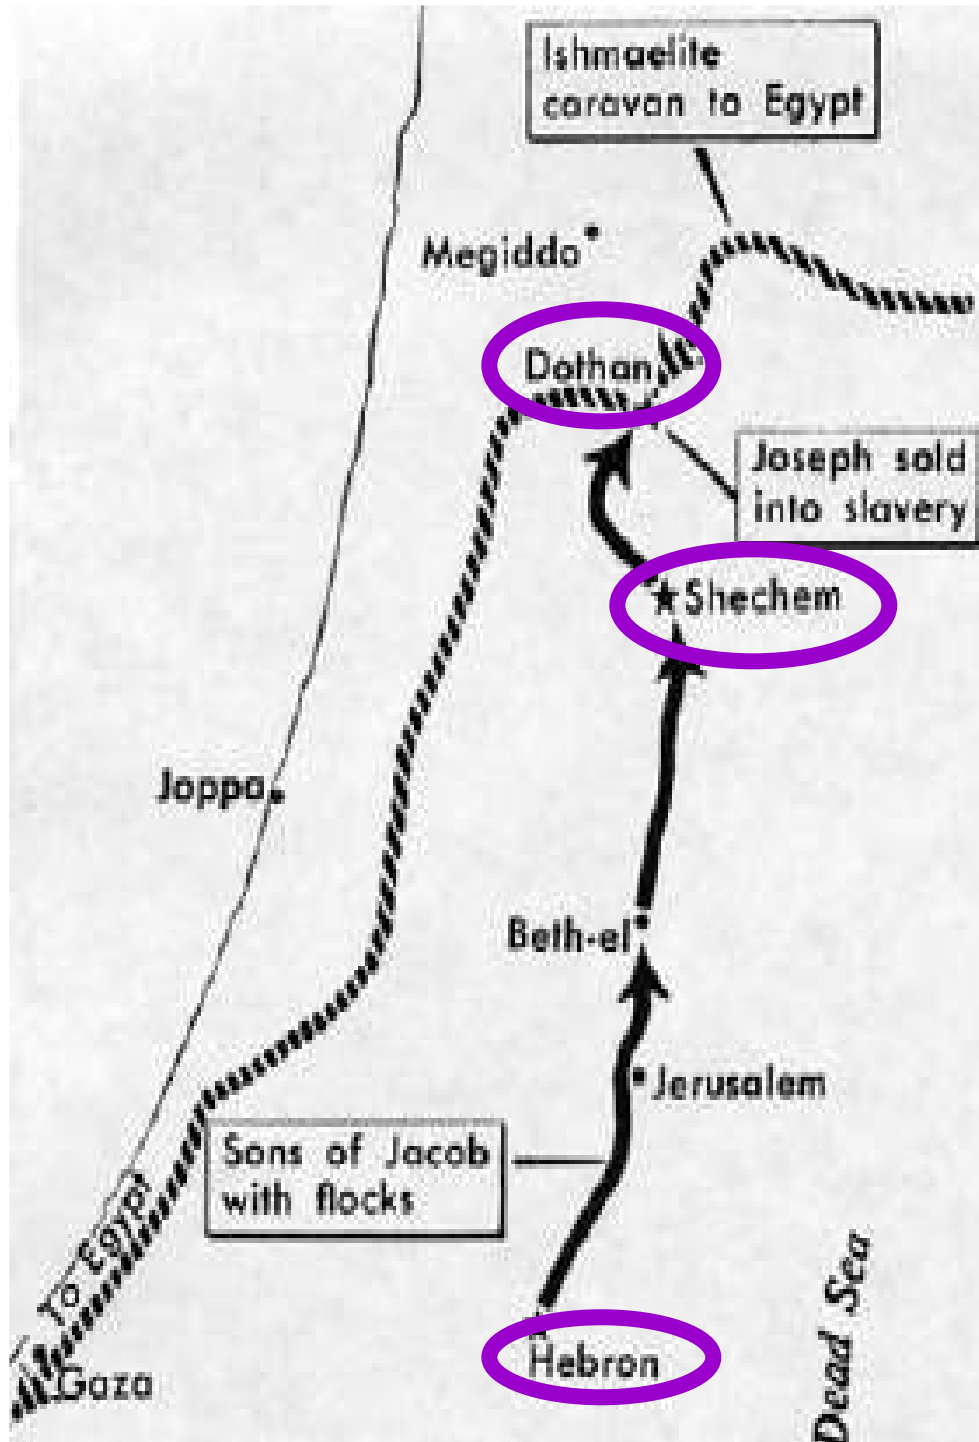 Ishmaelite
caravan to Egypt
Megiddo
Dothan
Joseph sold
into slavery
Shechem
Joppa
Beth-el
Jerusalem
Sons of Jacob
with flocks
To Egypt
Hebron
Gaza
Dead Sea